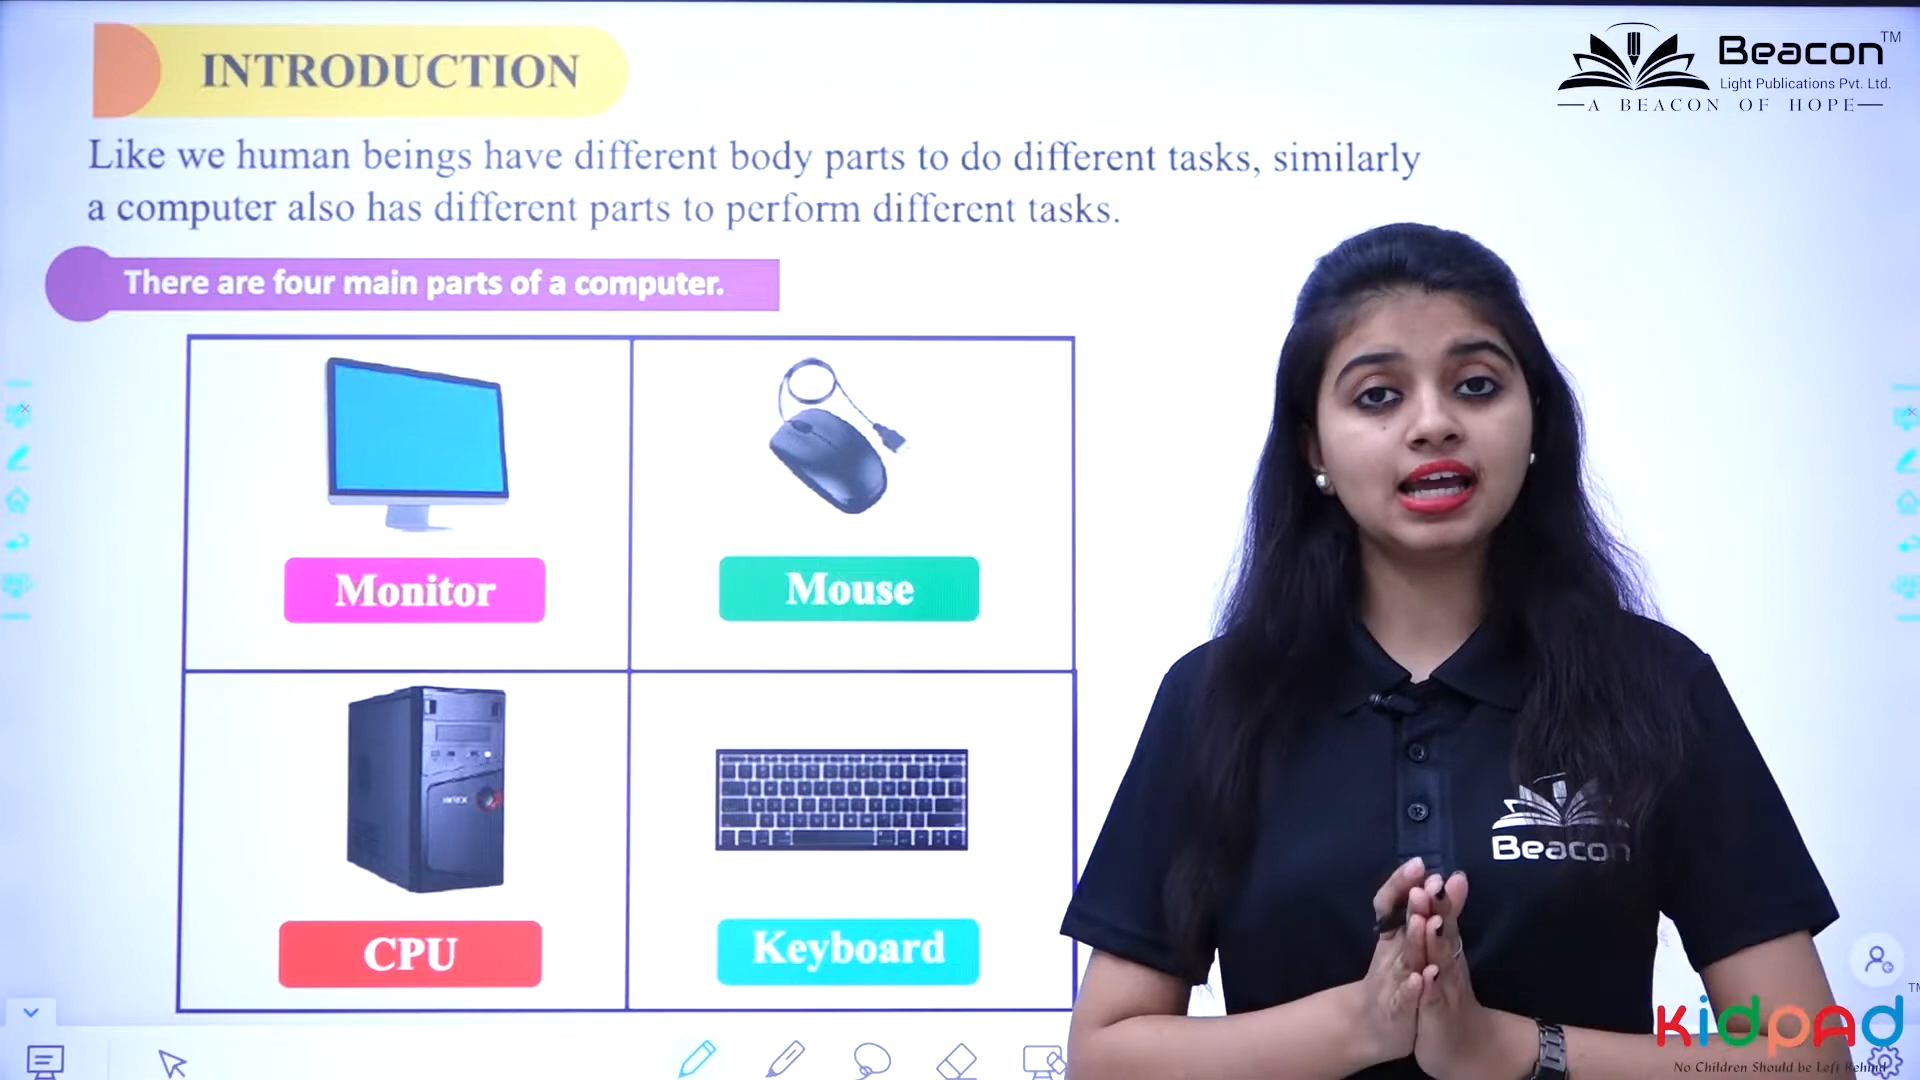 INTRODUCTION
Beacon™
Light Publications Pvt. Ltd.
A BEACON OF HOPE
Like we human beings have different body parts to do different tasks, similarly
a computer also has different parts to perform different tasks.
There are four main parts of a computer.
Monitor
Mouse
CPU
Keyboard
Beacon
kidpAd
TM
No Children Should be Left Behind